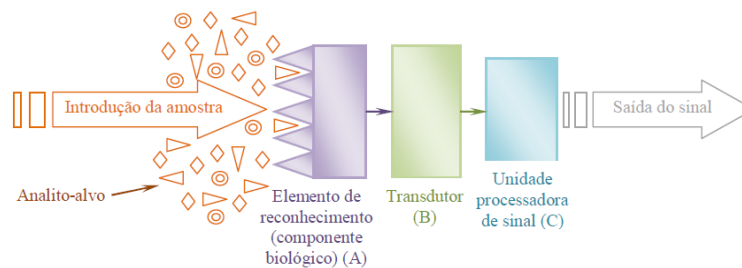 Introdução da amostra
Saída do sinal
Analito-alvo
Elemento de
reconhecimento
(componente
biológico) (A)
Transdutor
(B)
Unidade
processadora
de sinal (C)